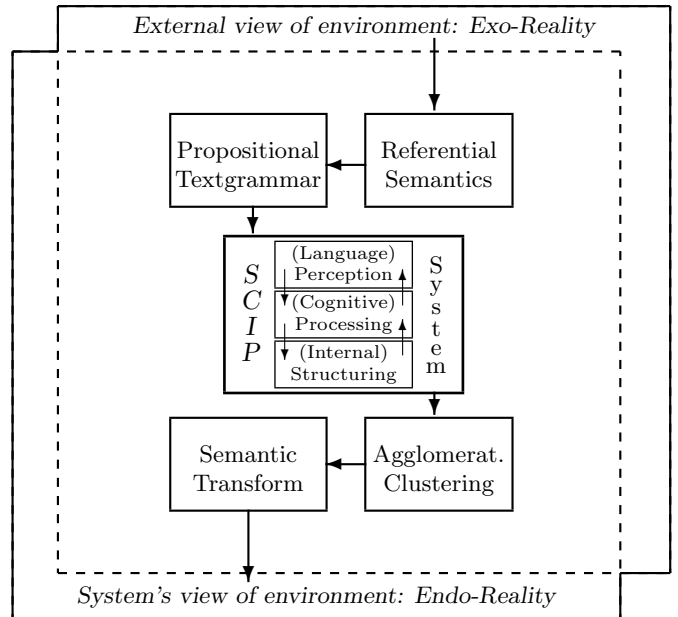 External view of environment: Exo-Reality
Propositional
Textgrammar
Referential
Semantics
S
C
I
P
(Language)
Perception
(Cognitive)
Processing
(Internal)
Structuring
S
y
s
t
e
m
Semantic
Transform
Agglomerat.
Clustering
System's view of environment: Endo-Reality